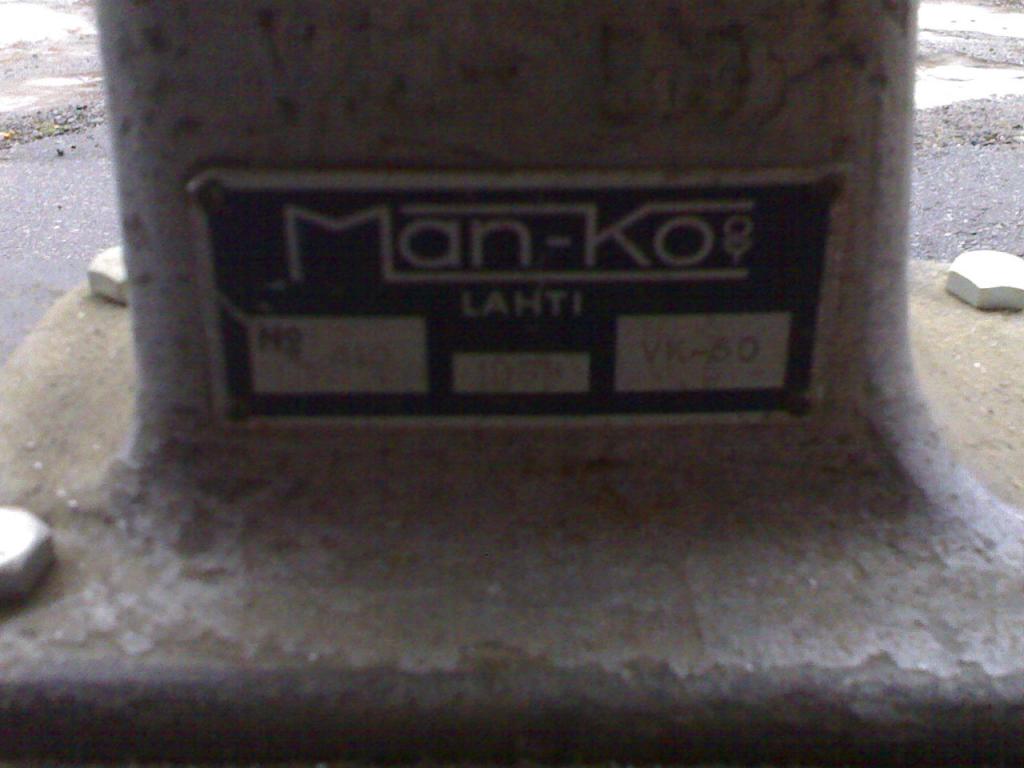 Man-Ko OY
LAHTI
No
VK-60